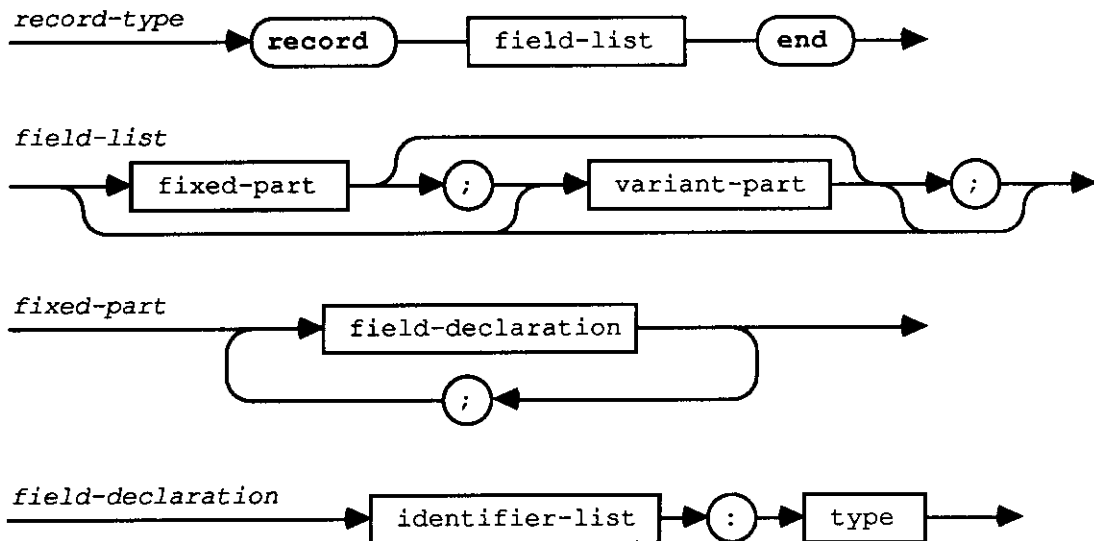 record-type
record field-list end
field-list
fixed-part ; variant-part ;
fixed-part
field-declaration
;
field-declaration
identifier-list : type